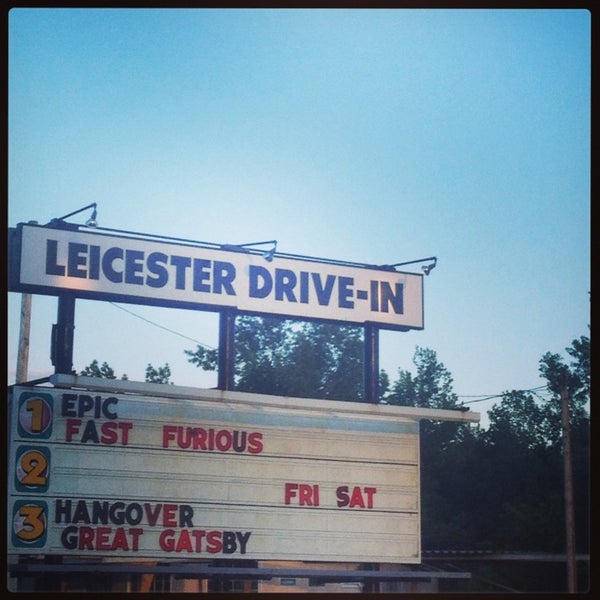 LEICESTER DRIVE-IN
1 EPIC
FAST FURIOUS
2
FRI SAT
3 HANGOVER
GREAT GATSBY